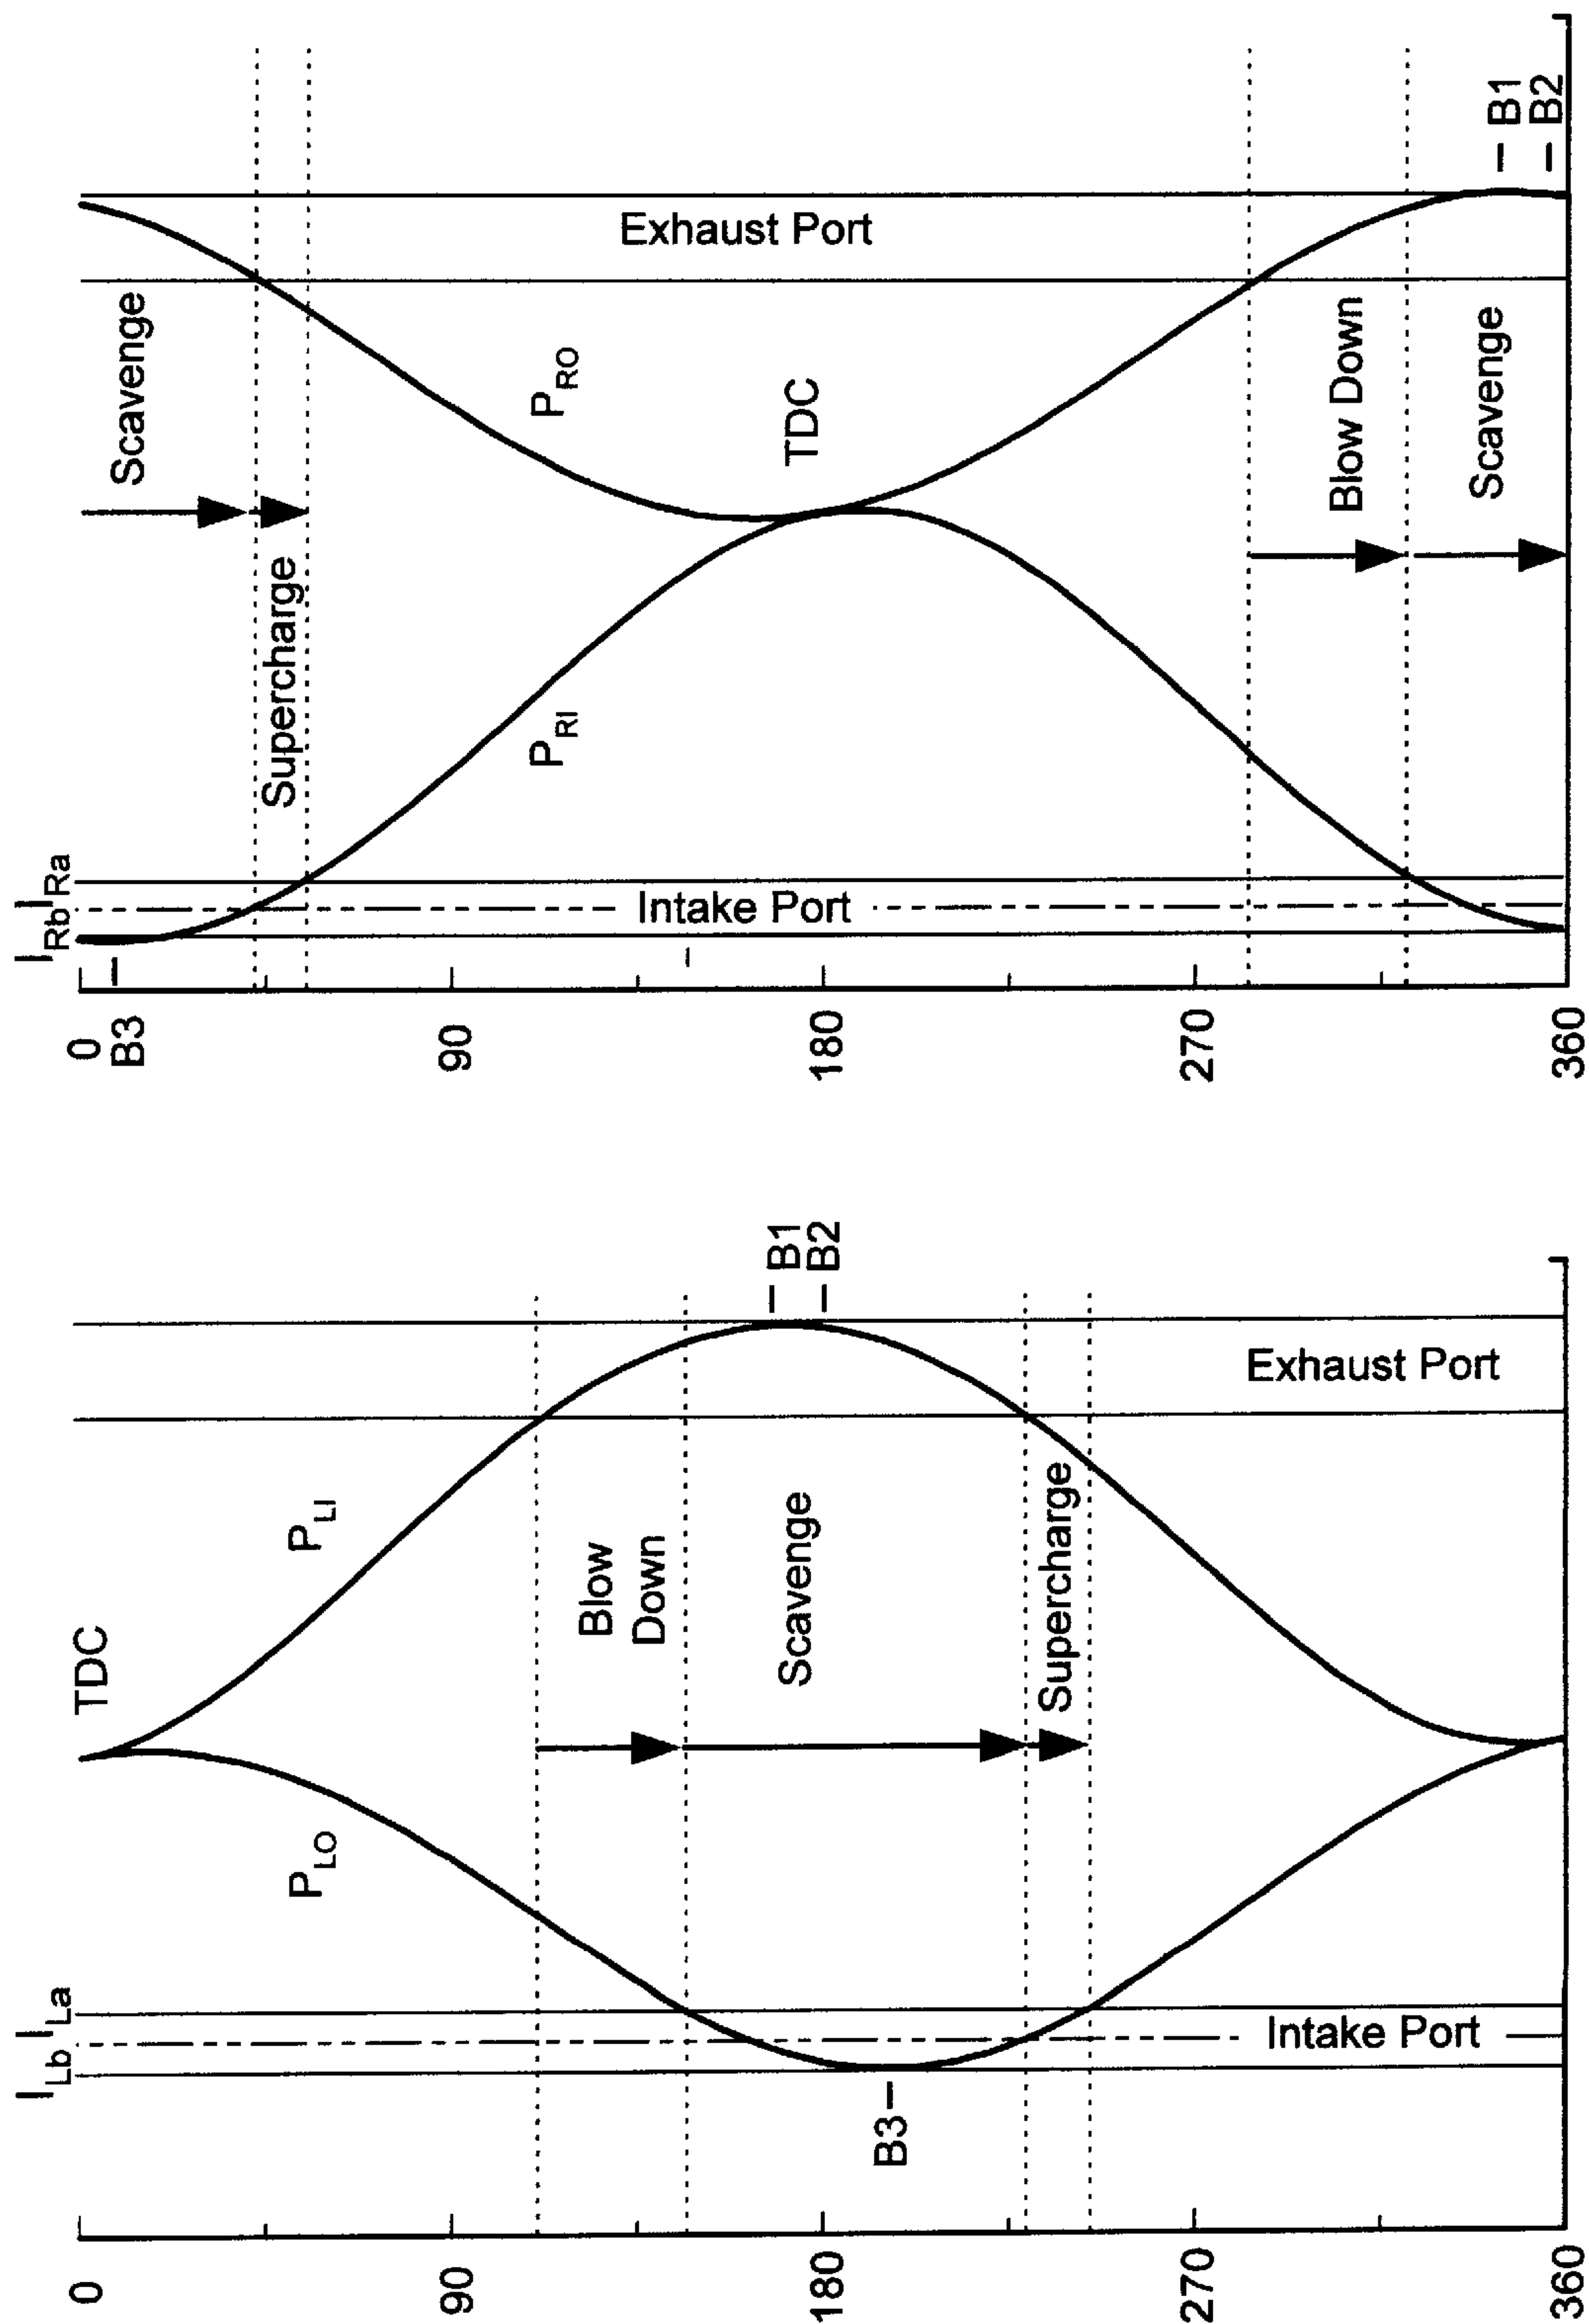 Scavenge
Supercharge
Exhaust Port
P_RO
TDC
P_RI
Blow Down
Scavenge
B1
B2
I_Rb
I_Ra
Intake Port
0
B3
90
180
270
360
TDC
P_LI
P_LO
Blow
Down
Scavenge
Supercharge
B1
B2
Exhaust Port
I_Lb
I_La
Intake Port
B3
0
90
180
270
360